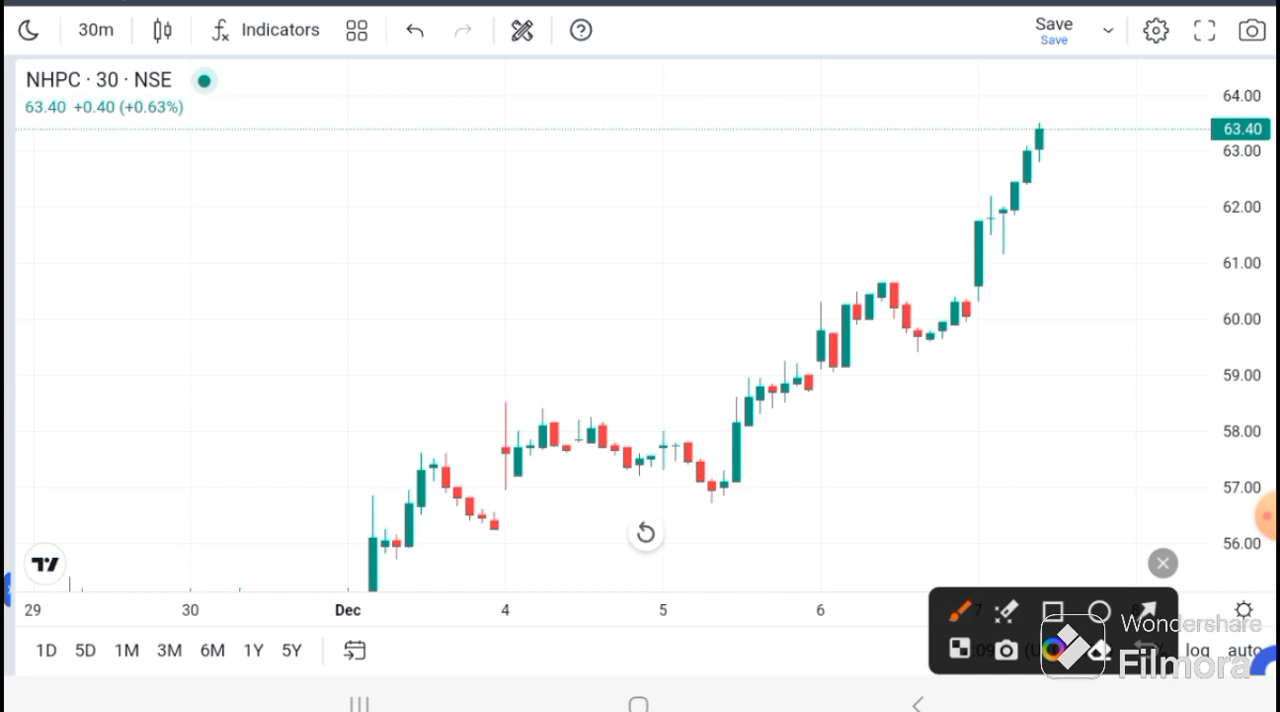 30m
Indicators
Save
Save
NHPC · 30 · NSE
63.40 +0.40 (+0.63%)
64.00
63.40
63.00
62.00
61.00
60.00
59.00
58.00
57.00
56.00
29 30 Dec 4 5 6 7
1D 5D 1M 3M 6M 1Y 5Y
log auto
Wondershare
Filmora